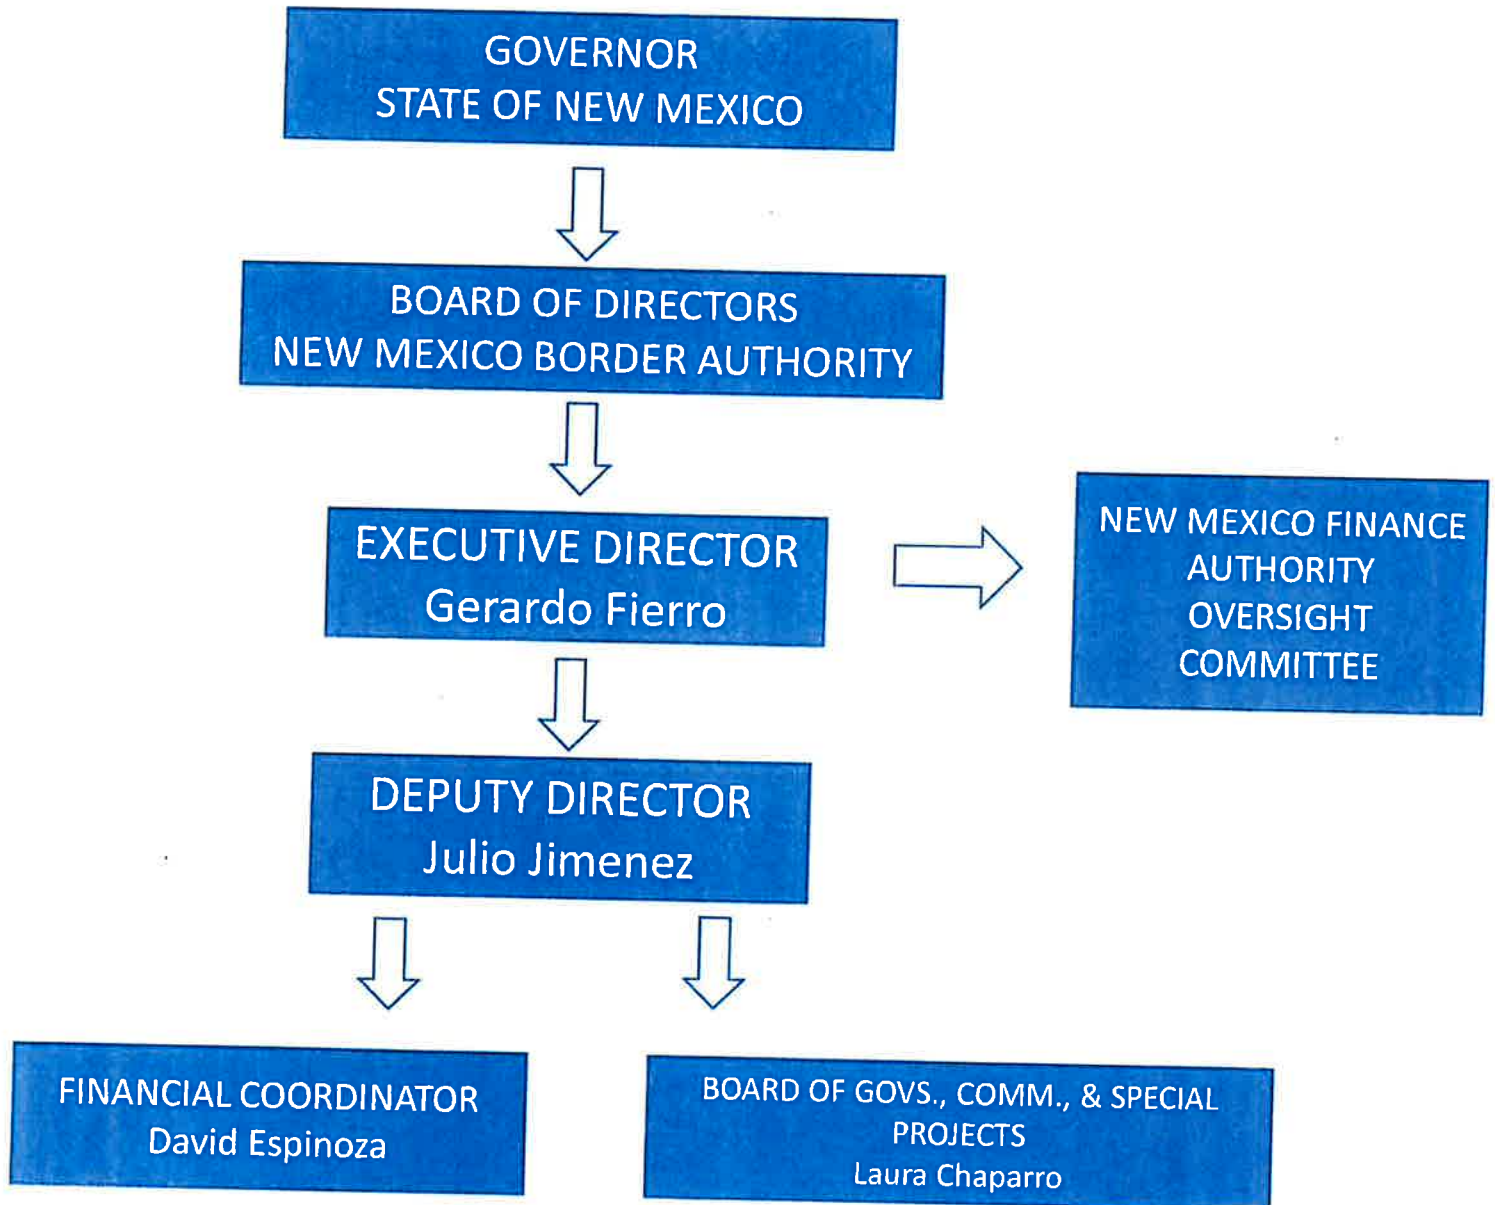 GOVERNOR
STATE OF NEW MEXICO
BOARD OF DIRECTORS
NEW MEXICO BORDER AUTHORITY
EXECUTIVE DIRECTOR
Gerardo Fierro
NEW MEXICO FINANCE
AUTHORITY
OVERSIGHT
COMMITTEE
DEPUTY DIRECTOR
Julio Jimenez
FINANCIAL COORDINATOR
David Espinoza
BOARD OF GOVS., COMM., & SPECIAL
PROJECTS
Laura Chaparro